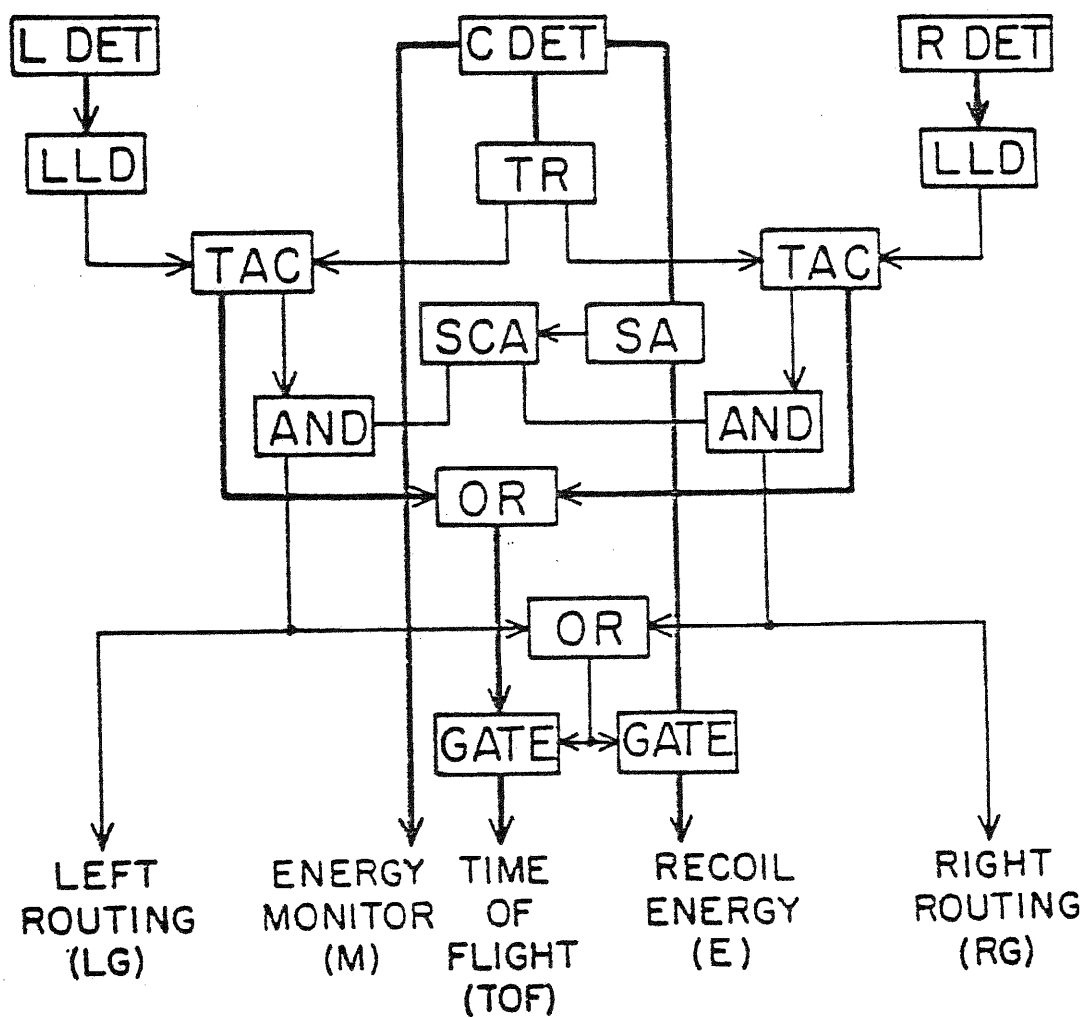 L DET
C DET
R DET
LLD
TR
LLD
TAC
TAC
SCA
SA
AND
AND
OR
OR
GATE
GATE
LEFT
ROUTING
(LG)
ENERGY
MONITOR
(M)
TIME
OF
FLIGHT
(TOF)
RECOIL
ENERGY
(E)
RIGHT
ROUTING
(RG)